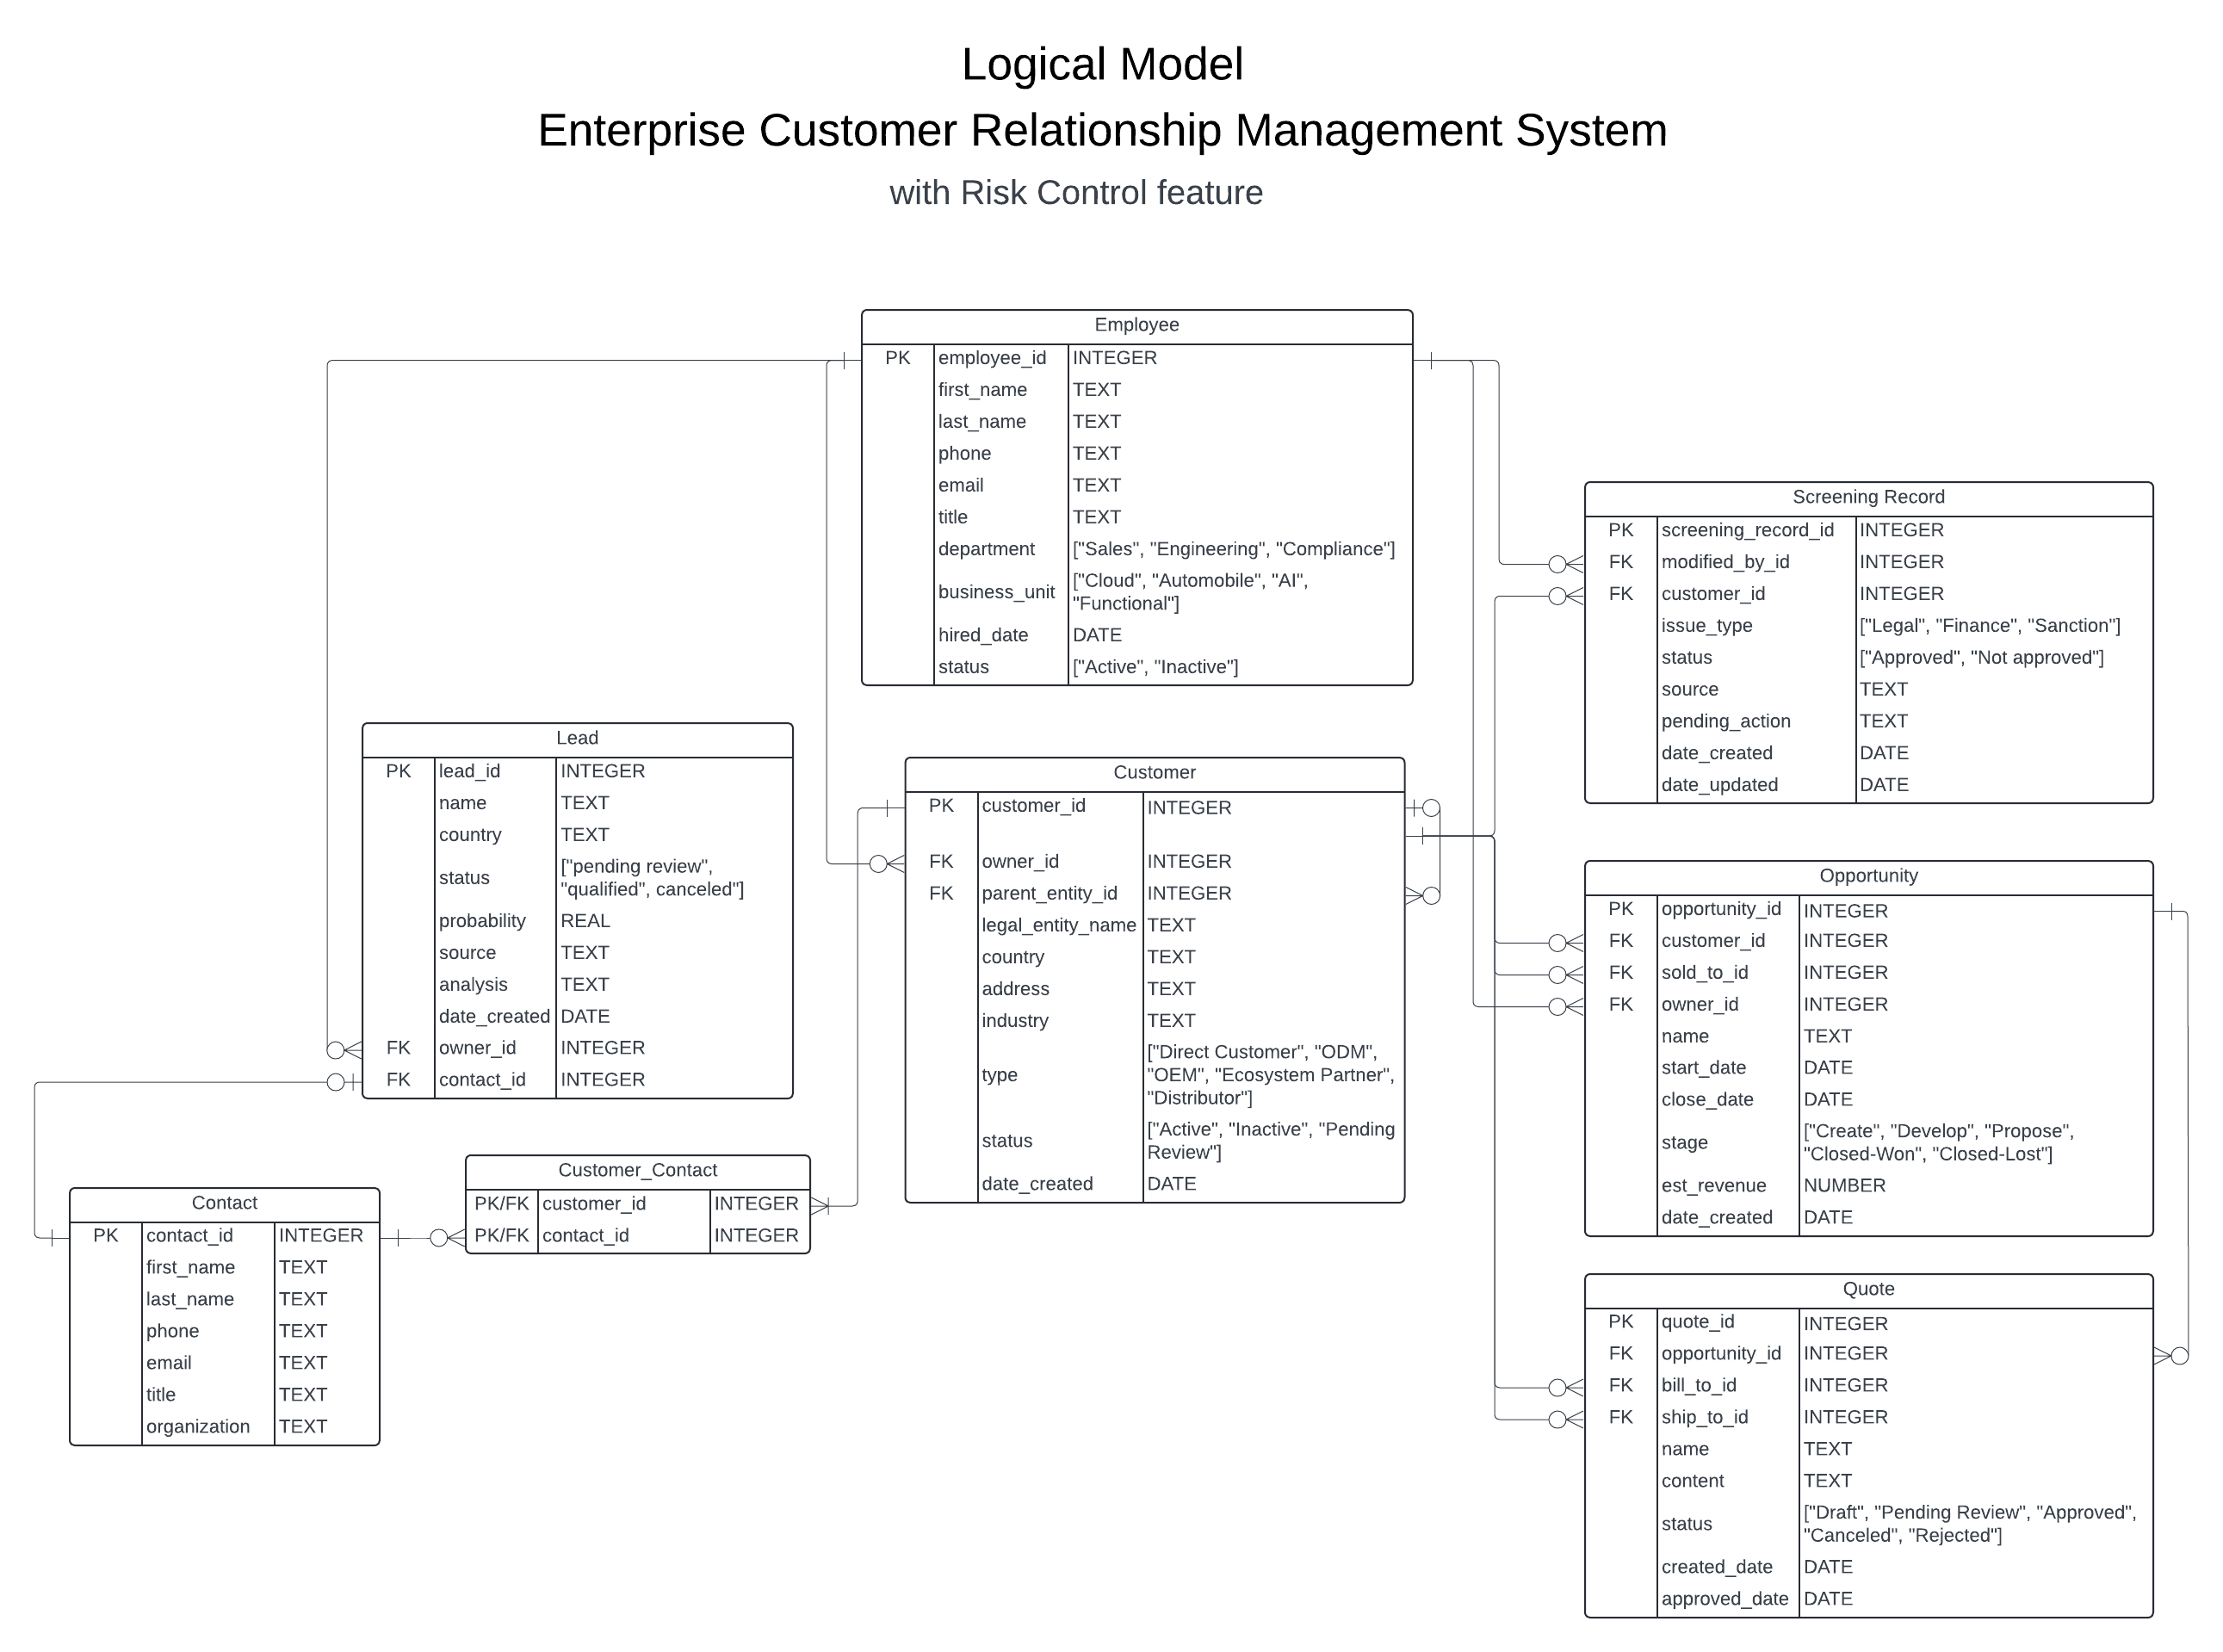 Logical Model
Enterprise Customer Relationship Management System
with Risk Control feature
Employee
PK employee_id INTEGER
first_name TEXT
last_name TEXT
phone TEXT
email TEXT
title TEXT
department ["Sales", "Engineering", "Compliance"]
business_unit ["Cloud", "Automobile", "AI",
"Functional"]
hired_date DATE
status ["Active", "Inactive"]
Screening Record
PK screening_record_id INTEGER
FK modified_by_id INTEGER
FK customer_id INTEGER
issue_type ["Legal", "Finance", "Sanction"]
status ["Approved", "Not approved"]
source TEXT
pending_action TEXT
date_created DATE
date_updated DATE
Lead
PK lead_id INTEGER
name TEXT
country TEXT
status ["pending review",
"qualified", canceled"]
probability REAL
source TEXT
analysis TEXT
date_created DATE
FK owner_id INTEGER
FK contact_id INTEGER
Customer
PK customer_id INTEGER
FK owner_id INTEGER
FK parent_entity_id INTEGER
legal_entity_name TEXT
country TEXT
address TEXT
industry TEXT
type ["Direct Customer", "ODM",
"OEM", "Ecosystem Partner",
"Distributor"]
status ["Active", "Inactive", "Pending
Review"]
date_created DATE
Opportunity
PK opportunity_id INTEGER
FK customer_id INTEGER
FK sold_to_id INTEGER
FK owner_id INTEGER
name TEXT
start_date DATE
close_date DATE
stage ["Create", "Develop", "Propose",
"Closed-Won", "Closed-Lost"]
est_revenue NUMBER
date_created DATE
Customer_Contact
PK/FK customer_id INTEGER
PK/FK contact_id INTEGER
Contact
PK contact_id INTEGER
first_name TEXT
last_name TEXT
phone TEXT
email TEXT
title TEXT
organization TEXT
Quote
PK quote_id INTEGER
FK opportunity_id INTEGER
FK bill_to_id INTEGER
FK ship_to_id INTEGER
name TEXT
content TEXT
status ["Draft", "Pending Review", "Approved",
"Canceled", "Rejected"]
created_date DATE
approved_date DATE